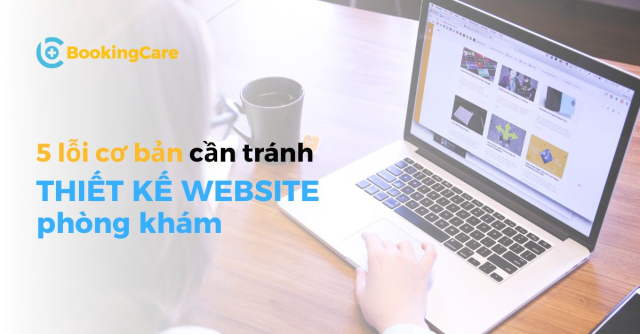 BookingCare
5 lỗi cơ bản cần tránh
THIẾT KẾ WEBSITE
phòng khám